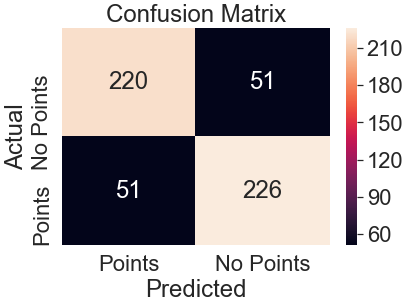 Confusion Matrix
Actual
No Points
Points
220
51
51
226
Points
No Points
Predicted
210
180
150
120
90
60